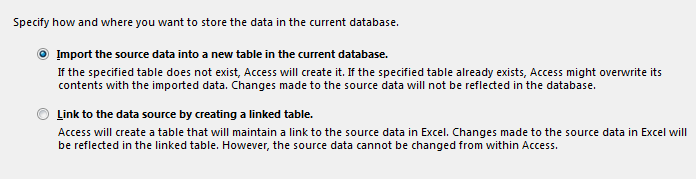 Specify how and where you want to store the data in the current database.
Import the source data into a new table in the current database.
If the specified table does not exist, Access will create it. If the specified table already exists, Access might overwrite its
contents with the imported data. Changes made to the source data will not be reflected in the database.
Link to the data source by creating a linked table.
Access will create a table that will maintain a link to the source data in Excel. Changes made to the source data in Excel will
be reflected in the linked table. However, the source data cannot be changed from within Access.